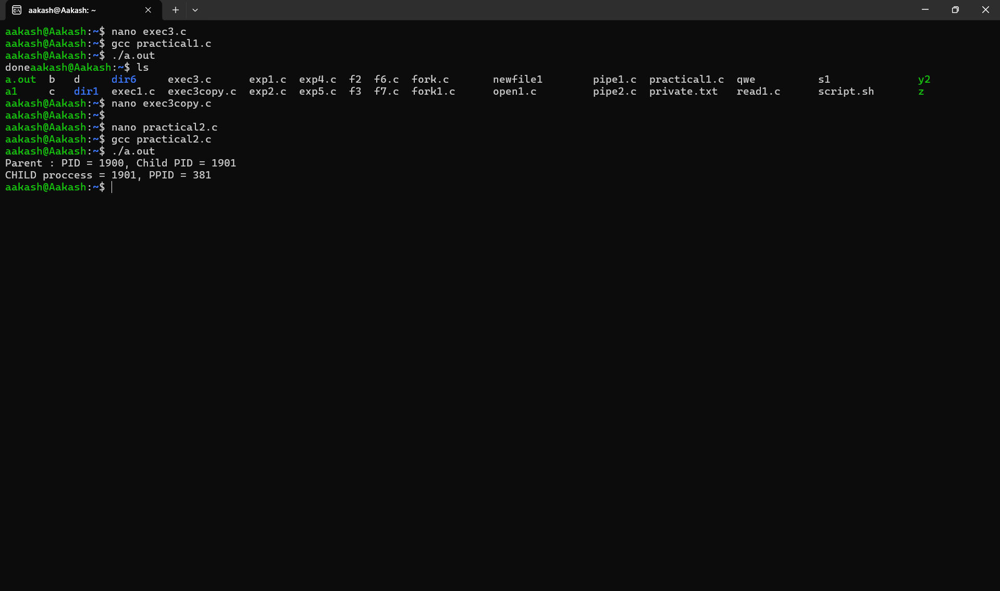 aakash@Aakash: ~
aakash@Aakash:~$ nano exec3.c
aakash@Aakash:~$ gcc practical1.c
aakash@Aakash:~$ ./a.out
doneaakash@Aakash:~$ ls
a.out  b   d     dir6     exec3.c      exp1.c  exp4.c  f2  f6.c  fork.c       newfile1        pipe1.c  practical1.c  qwe          s1              y2
a1     c   dir1  exec1.c  exec3copy.c  exp2.c  exp5.c  f3  f7.c  fork1.c      open1.c         pipe2.c  private.txt   read1.c      script.sh       z
aakash@Aakash:~$ nano exec3copy.c
aakash@Aakash:~$
aakash@Aakash:~$ nano practical2.c
aakash@Aakash:~$ gcc practical2.c
aakash@Aakash:~$ ./a.out
Parent : PID = 1900, Child PID = 1901
CHILD proccess = 1901, PPID = 381
aakash@Aakash:~$